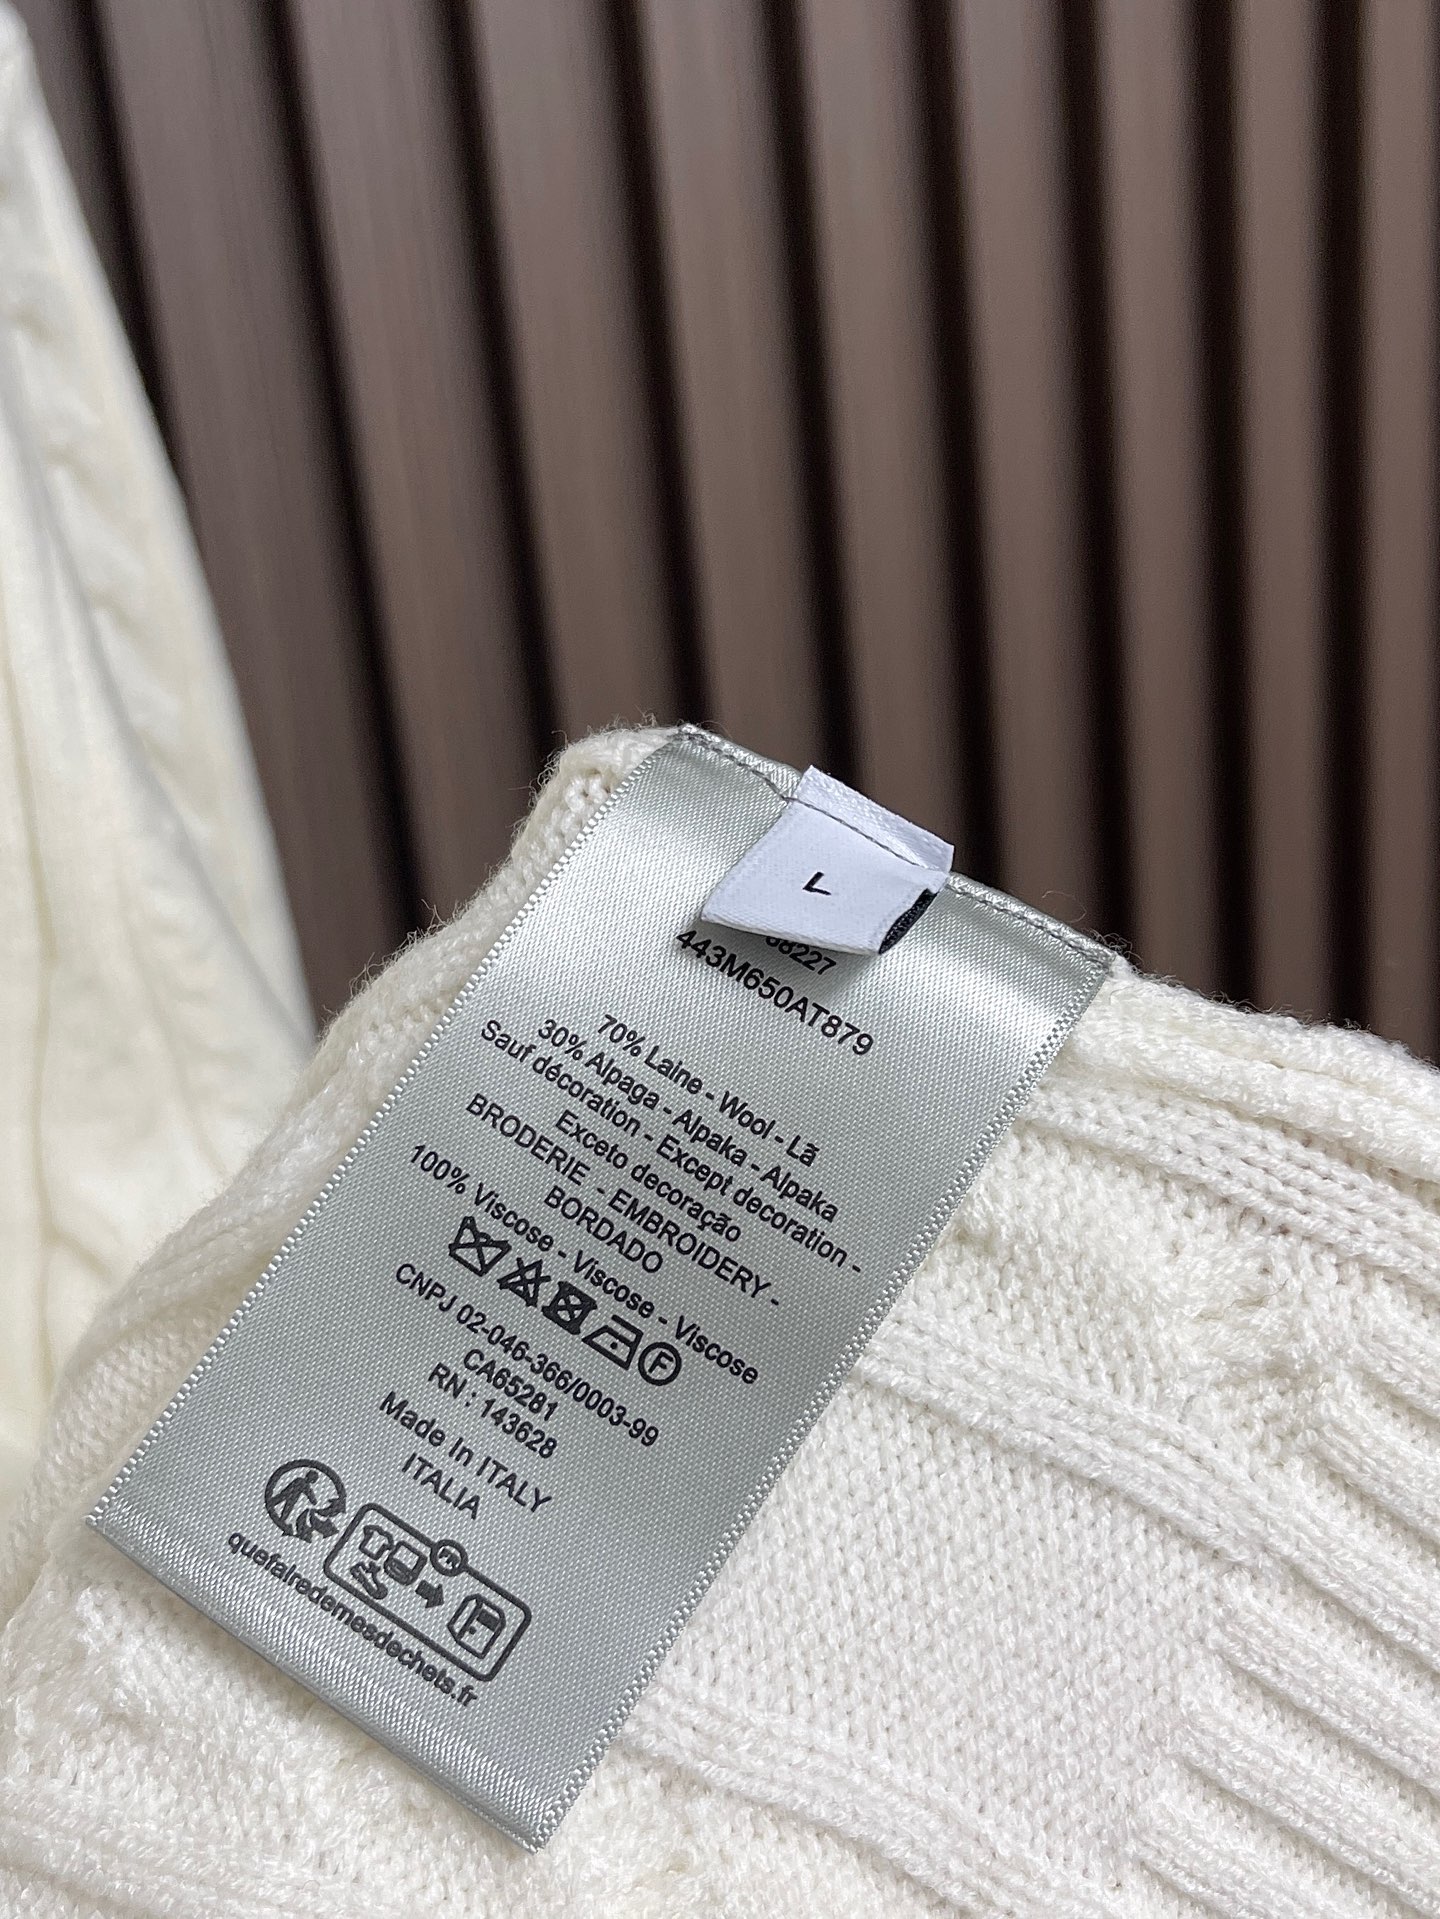 L
443M650AT879
70% Laine - Wool - Lã
30% Alpaga - Alpaka - Alpaka
Sauf décoration - Except decoration -
Exceto decoração
BRODERIE - EMBROIDERY -
BORDADO
100% Viscose - Viscose - Viscose
F
CNPJ 02-046-366/0003-99
CA65281
RN : 143628
Made In ITALY
ITALIA
FR
quefairedemesdechets.fr